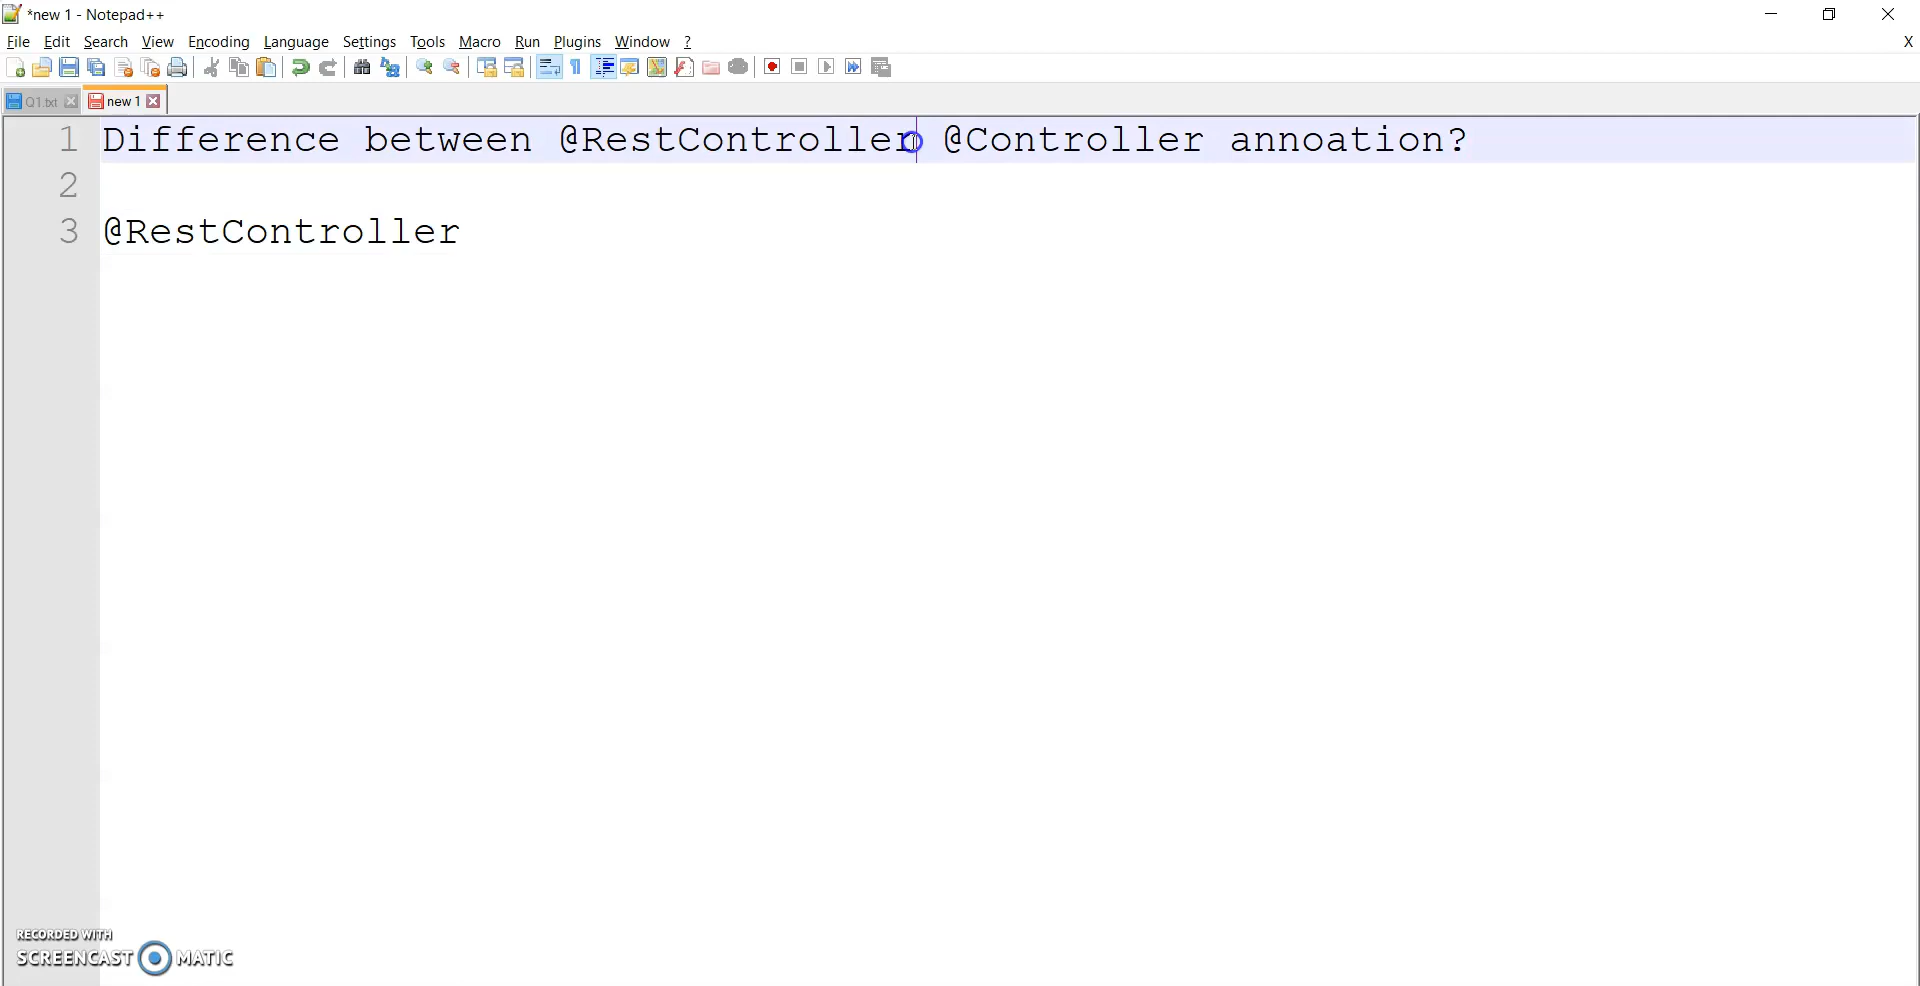 *new 1 - Notepad++
File Edit Search View Encoding Language Settings Tools Macro Run Plugins Window ? X
Q1.txt new 1
1 Difference between @RestController @Controller annoation?
2
3 @RestController
RECORDED WITH
SCREENCAST MATIC